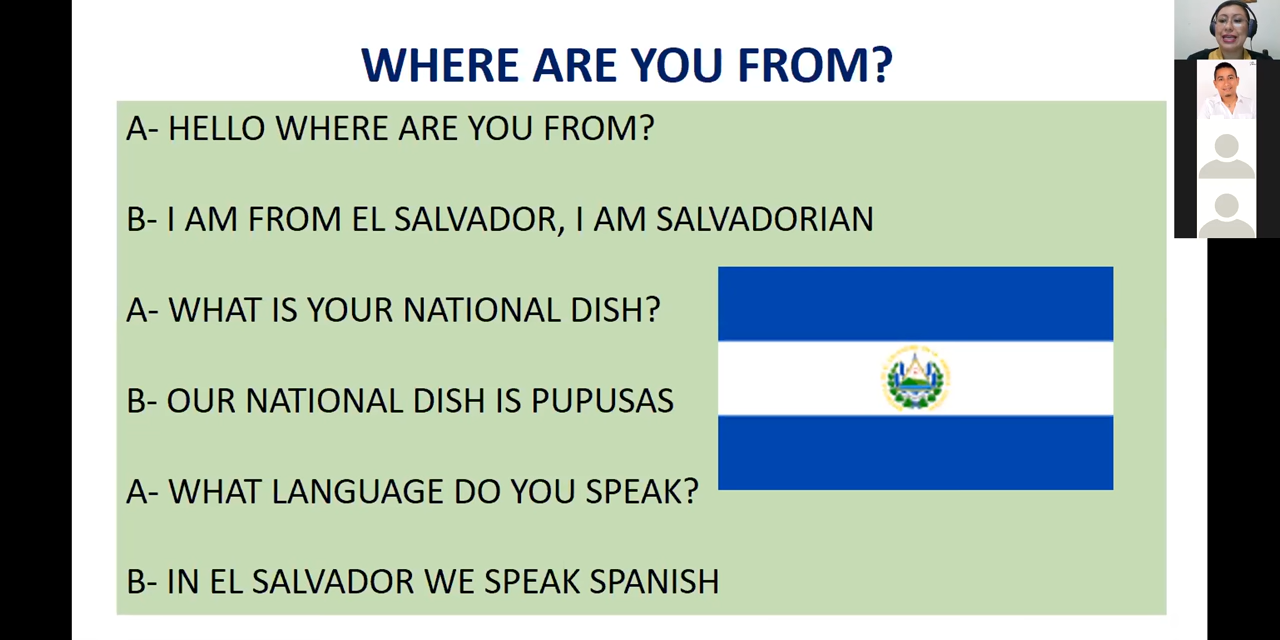 WHERE ARE YOU FROM?
A- HELLO WHERE ARE YOU FROM?
B- I AM FROM EL SALVADOR, I AM SALVADORIAN
A- WHAT IS YOUR NATIONAL DISH?
B- OUR NATIONAL DISH IS PUPUSAS
A- WHAT LANGUAGE DO YOU SPEAK?
B- IN EL SALVADOR WE SPEAK SPANISH